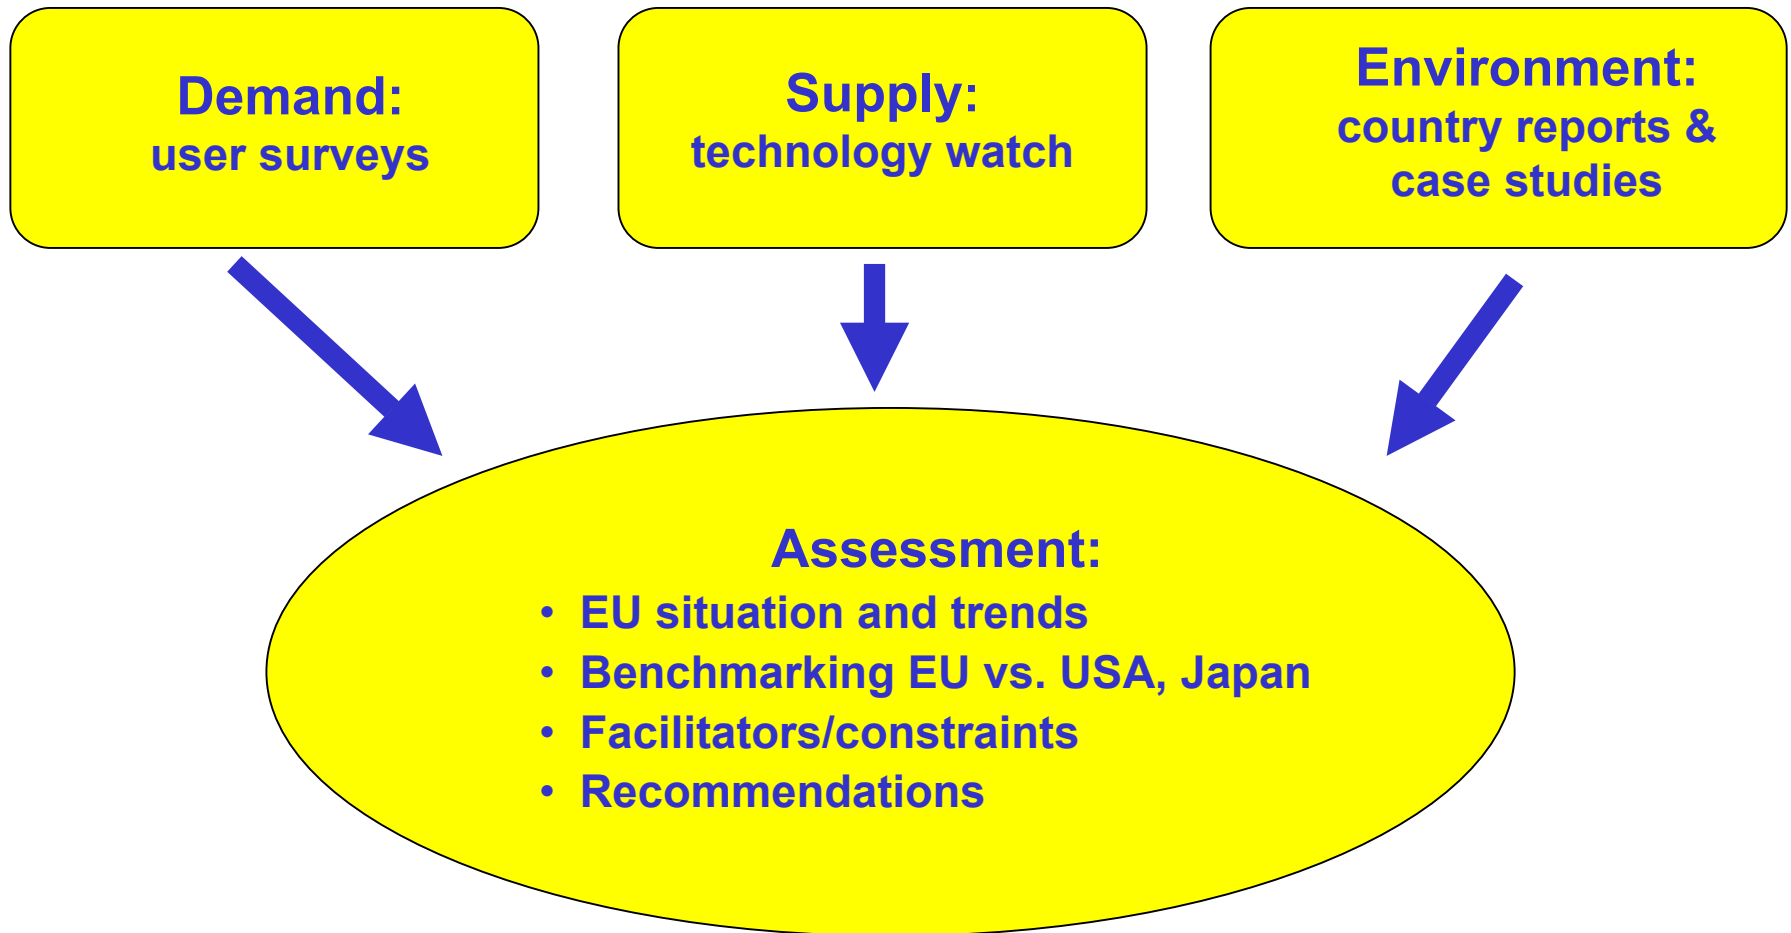 Demand:
user surveys
Supply:
technology watch
Environment:
country reports &
case studies
Assessment:
• EU situation and trends
• Benchmarking EU vs. USA, Japan
• Facilitators/constraints
• Recommendations